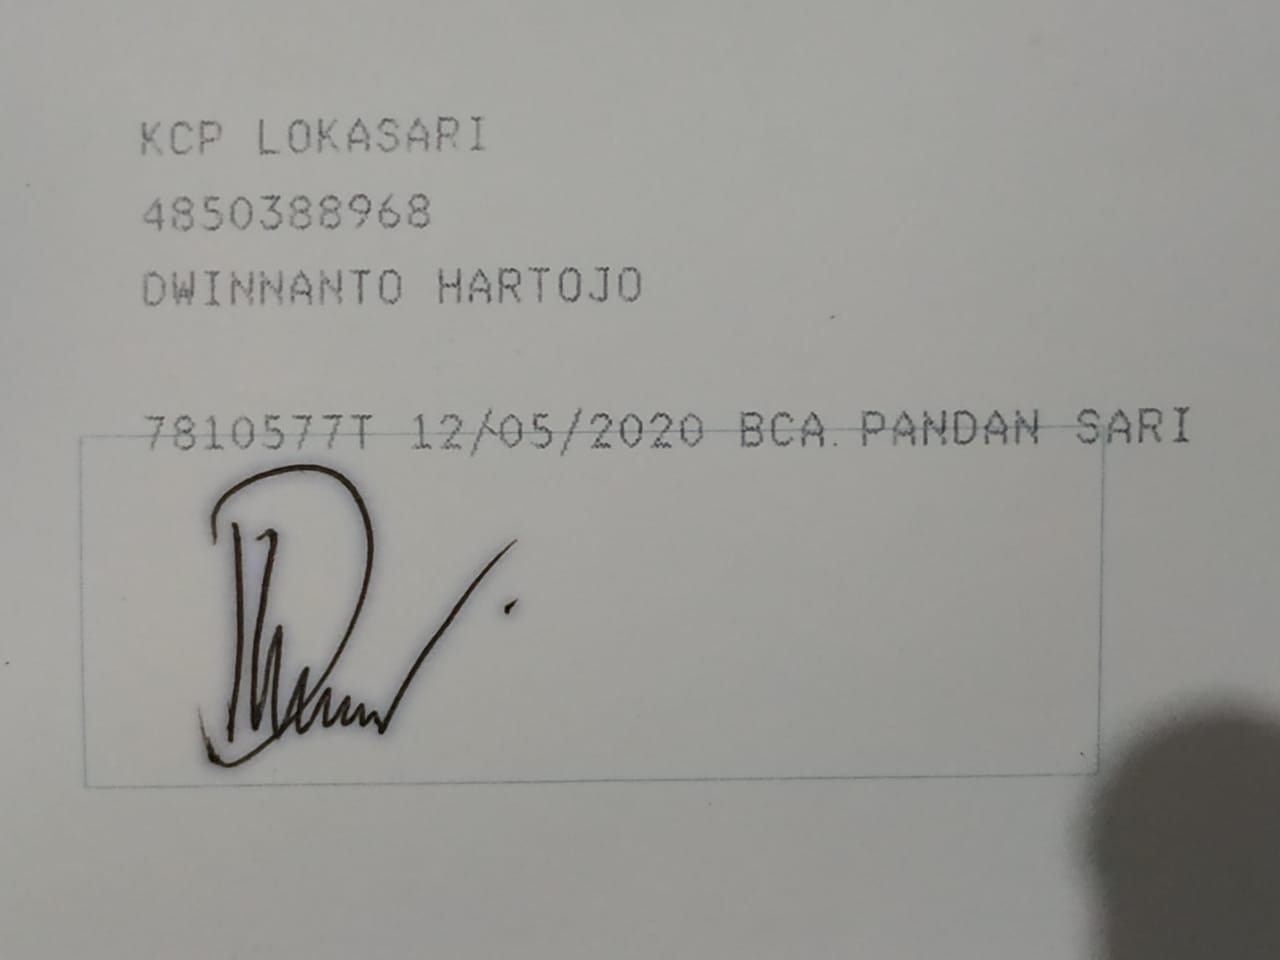 KCP LOKASARI
4850388968
DWINNANTO HARTOJO
7810577T 12/05/2020 BCA PANDAN SARI